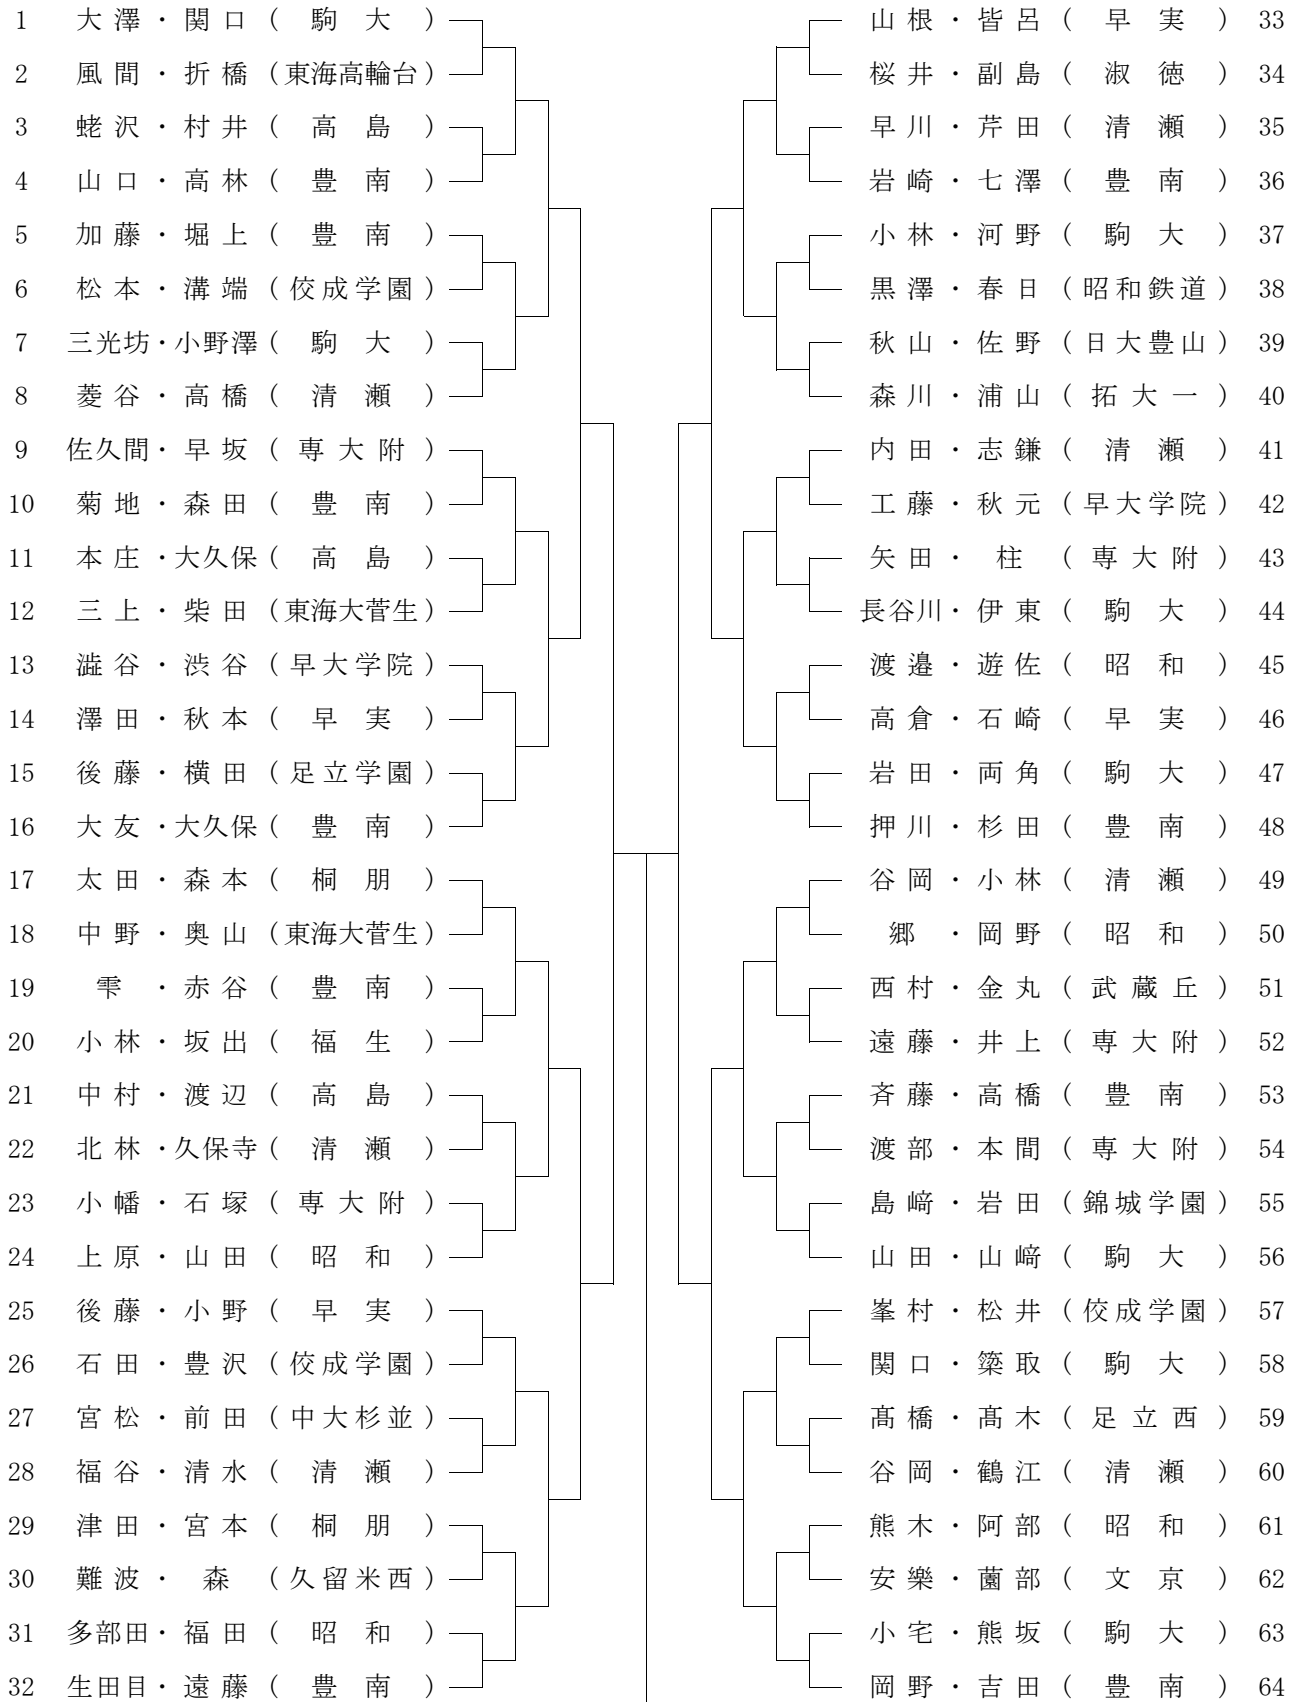 1 大澤・関口（駒大）
2 風間・折橋（東海高輪台）
3 蛯沢・村井（高島）
4 山口・高林（豊南）
5 加藤・堀上（豊南）
6 松本・溝端（佼成学園）
7 三光坊・小野澤（駒大）
8 菱谷・高橋（清瀬）
9 佐久間・早坂（専大附）
10 菊地・森田（豊南）
11 本庄・大久保（高島）
12 三上・柴田（東海大菅生）
13 澁谷・渋谷（早大学院）
14 澤田・秋本（早実）
15 後藤・横田（足立学園）
16 大友・大久保（豊南）
17 太田・森本（桐朋）
18 中野・奥山（東海大菅生）
19 雫・赤谷（豊南）
20 小林・坂出（福生）
21 中村・渡辺（高島）
22 北林・久保寺（清瀬）
23 小幡・石塚（専大附）
24 上原・山田（昭和）
25 後藤・小野（早実）
26 石田・豊沢（佼成学園）
27 宮松・前田（中大杉並）
28 福谷・清水（清瀬）
29 津田・宮本（桐朋）
30 難波・森（久留米西）
31 多部田・福田（昭和）
32 生田目・遠藤（豊南）
山根・皆呂（早実）33
桜井・副島（淑徳）34
早川・芹田（清瀬）35
岩崎・七澤（豊南）36
小林・河野（駒大）37
黒澤・春日（昭和鉄道）38
秋山・佐野（日大豊山）39
森川・浦山（拓大一）40
内田・志鎌（清瀬）41
工藤・秋元（早大学院）42
矢田・柱（専大附）43
長谷川・伊東（駒大）44
渡邉・遊佐（昭和）45
高倉・石崎（早実）46
岩田・両角（駒大）47
押川・杉田（豊南）48
谷岡・小林（清瀬）49
郷・岡野（昭和）50
西村・金丸（武蔵丘）51
遠藤・井上（専大附）52
斉藤・高橋（豊南）53
渡部・本間（専大附）54
島﨑・岩田（錦城学園）55
山田・山﨑（駒大）56
峯村・松井（佼成学園）57
関口・簗取（駒大）58
髙橋・髙木（足立西）59
谷岡・鶴江（清瀬）60
熊木・阿部（昭和）61
安樂・薗部（文京）62
小宅・熊坂（駒大）63
岡野・吉田（豊南）64